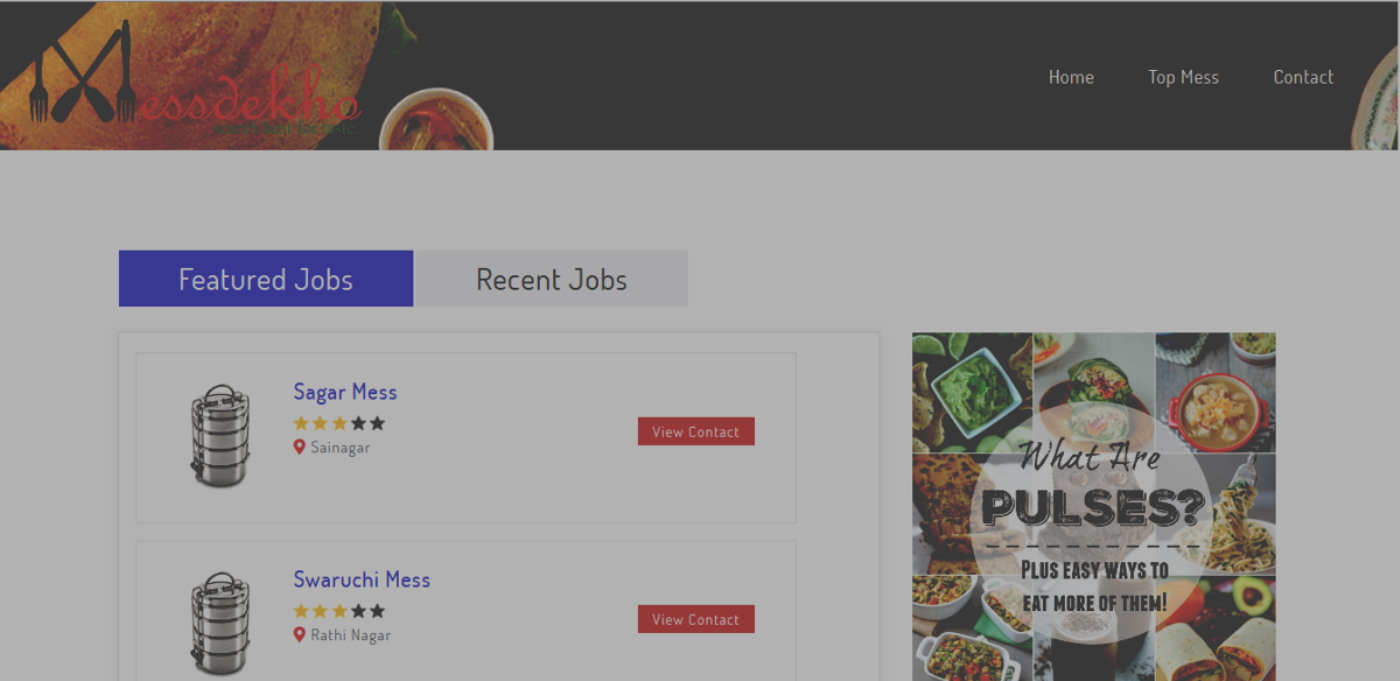 Messdekho
Home
Top Mess
Contact
Featured Jobs
Recent Jobs
Sagar Mess
Sainagar
View Contact
Swaruchi Mess
Rathi Nagar
View Contact
What Are
PULSES?
PLUS EASY WAYS TO
EAT MORE OF THEM!